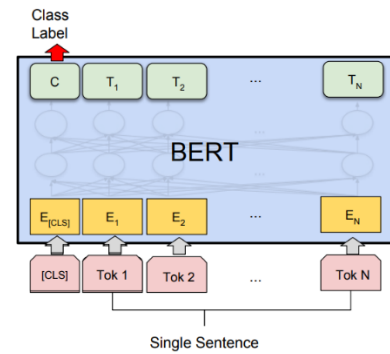 Class
Label
C T1 T2 ... TN
...
BERT
...
E[CLS] E1 E2 ... EN
[CLS] Tok 1 Tok 2 ... Tok N
Single Sentence